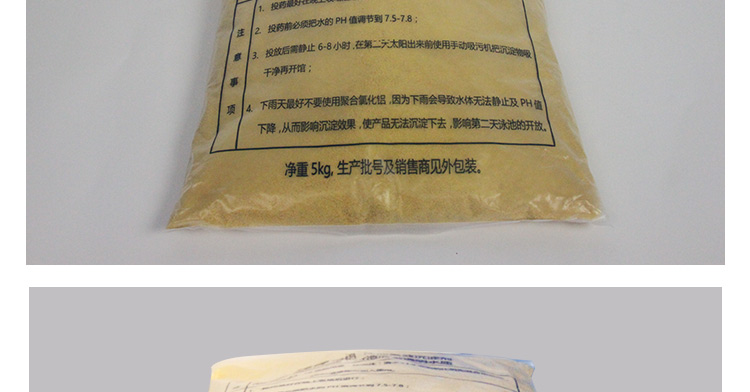 1. 投药最好在晚上
注意事项
2. 投药前必须把水的 PH 值调节到 7.5-7.8;
3. 投放后需静止 6-8 小时,在第二天太阳出来前使用手动吸污机把沉淀物吸
干净再开馆;
4. 下雨天最好不要使用聚合氯化铝,因为下雨会导致水体无法静止及 PH 值
下降,从而影响沉淀效果,使产品无法沉淀下去,影响第二天泳池的开放。
净重 5kg, 生产批号及销售商见外包装。